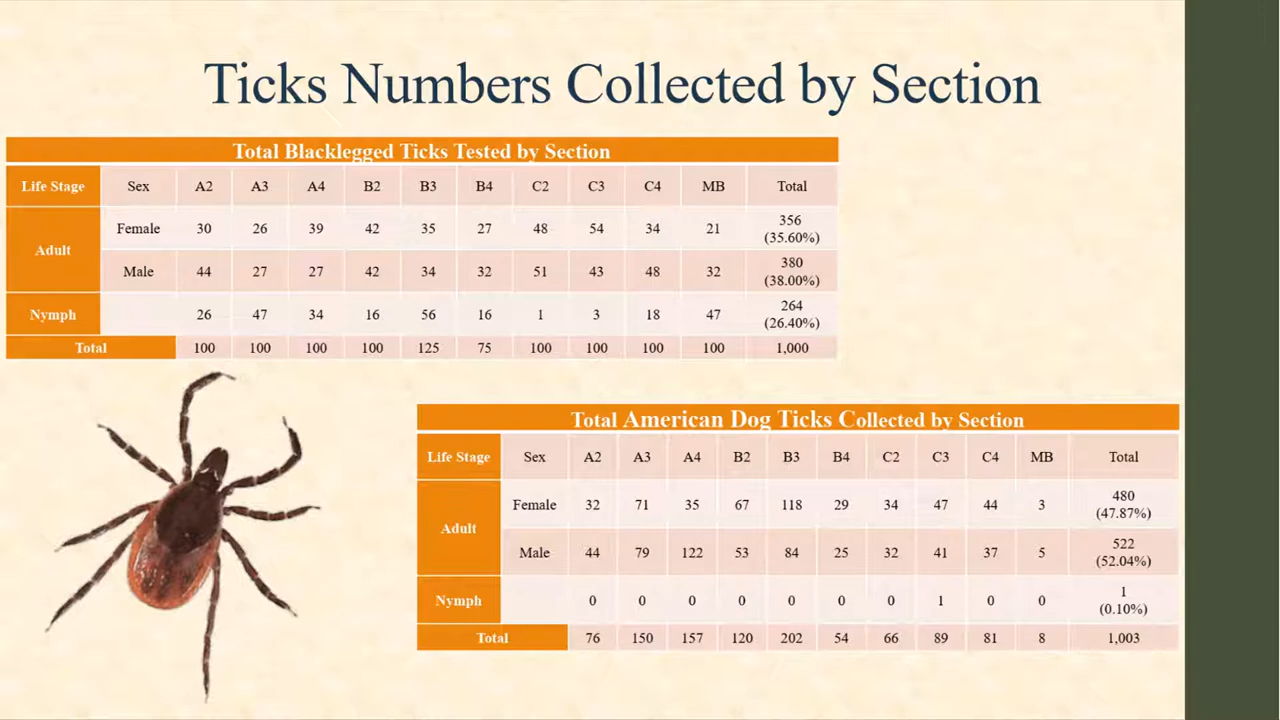 Ticks Numbers Collected by Section
Total Blacklegged Ticks Tested by Section
Life Stage Sex A2 A3 A4 B2 B3 B4 C2 C3 C4 MB Total
Adult Female 30 26 39 42 35 27 48 54 34 21 356 (35.60%)
Male 44 27 27 42 34 32 51 43 48 32 380 (38.00%)
Nymph 26 47 34 16 56 16 1 3 18 47 264 (26.40%)
Total 100 100 100 100 125 75 100 100 100 100 1,000
Total American Dog Ticks Collected by Section
Life Stage Sex A2 A3 A4 B2 B3 B4 C2 C3 C4 MB Total
Adult Female 32 71 35 67 118 29 34 47 44 3 480 (47.87%)
Male 44 79 122 53 84 25 32 41 37 5 522 (52.04%)
Nymph 0 0 0 0 0 0 0 1 0 0 1 (0.10%)
Total 76 150 157 120 202 54 66 89 81 8 1,003